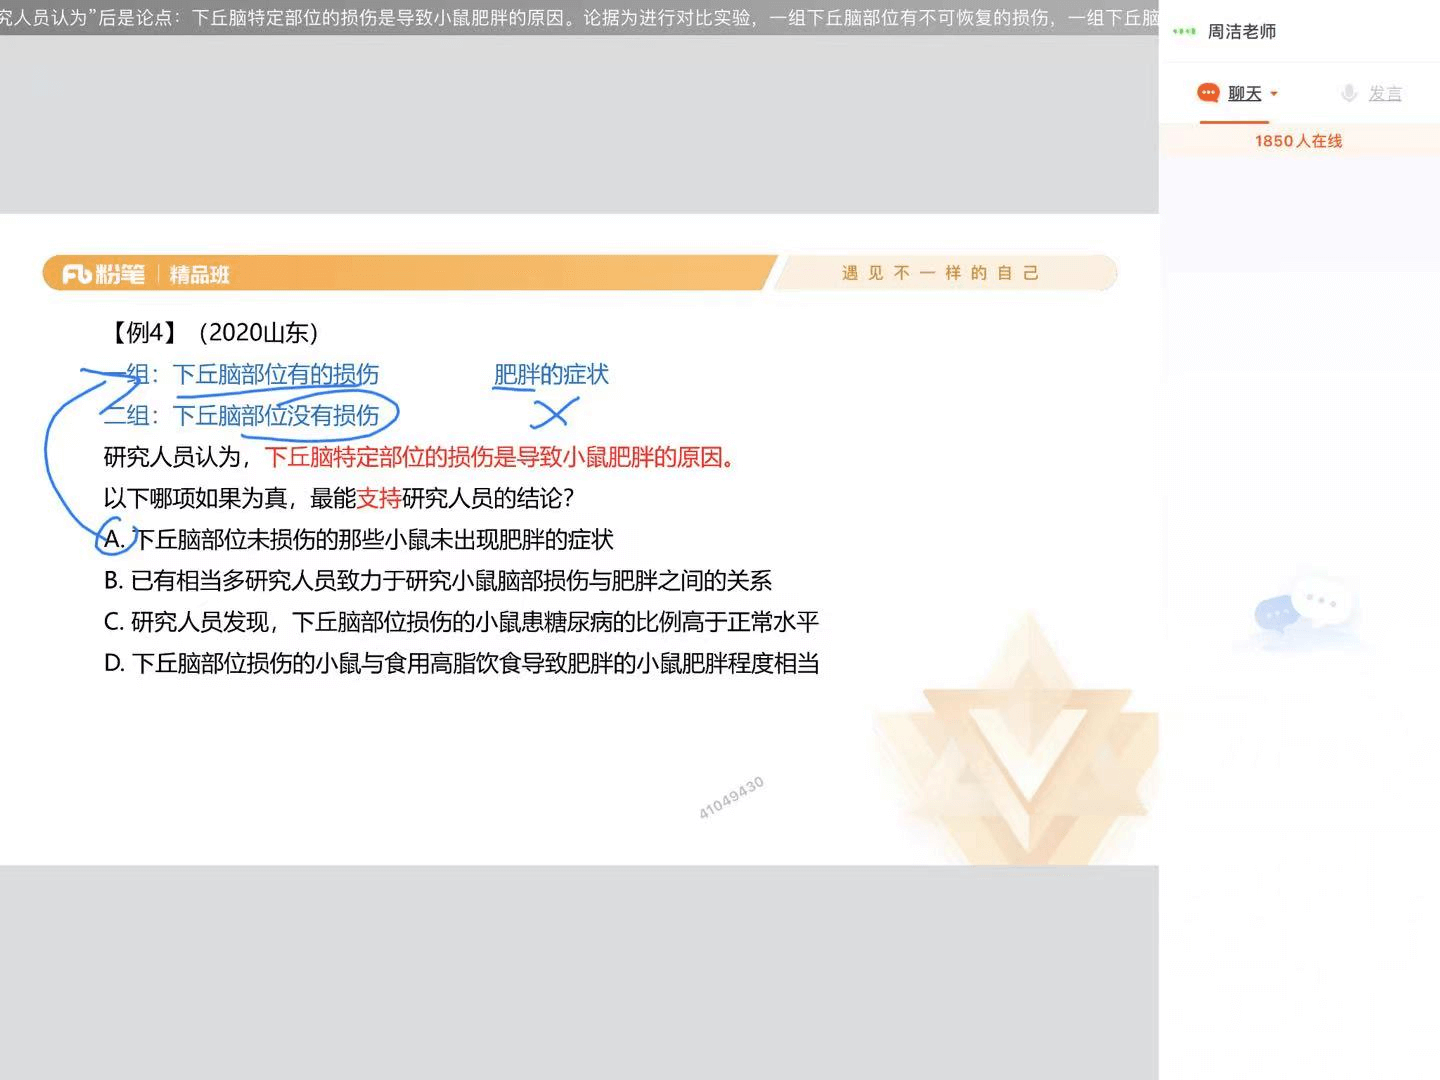 究人员认为”后是论点：下丘脑特定部位的损伤是导致小鼠肥胖的原因。论据为进行对比实验，一组下丘脑部位有不可恢复的损伤，一组下丘脑
周洁老师
聊天 发言
1850人在线
粉笔 精品班 遇见不一样的自己
【例4】（2020山东）
一组：下丘脑部位有的损伤 肥胖的症状
二组：下丘脑部位没有损伤
研究人员认为，下丘脑特定部位的损伤是导致小鼠肥胖的原因。
以下哪项如果为真，最能支持研究人员的结论？
A. 下丘脑部位未损伤的那些小鼠未出现肥胖的症状
B. 已有相当多研究人员致力于研究小鼠脑部损伤与肥胖之间的关系
C. 研究人员发现，下丘脑部位损伤的小鼠患糖尿病的比例高于正常水平
D. 下丘脑部位损伤的小鼠与食用高脂饮食导致肥胖的小鼠肥胖程度相当
41049430